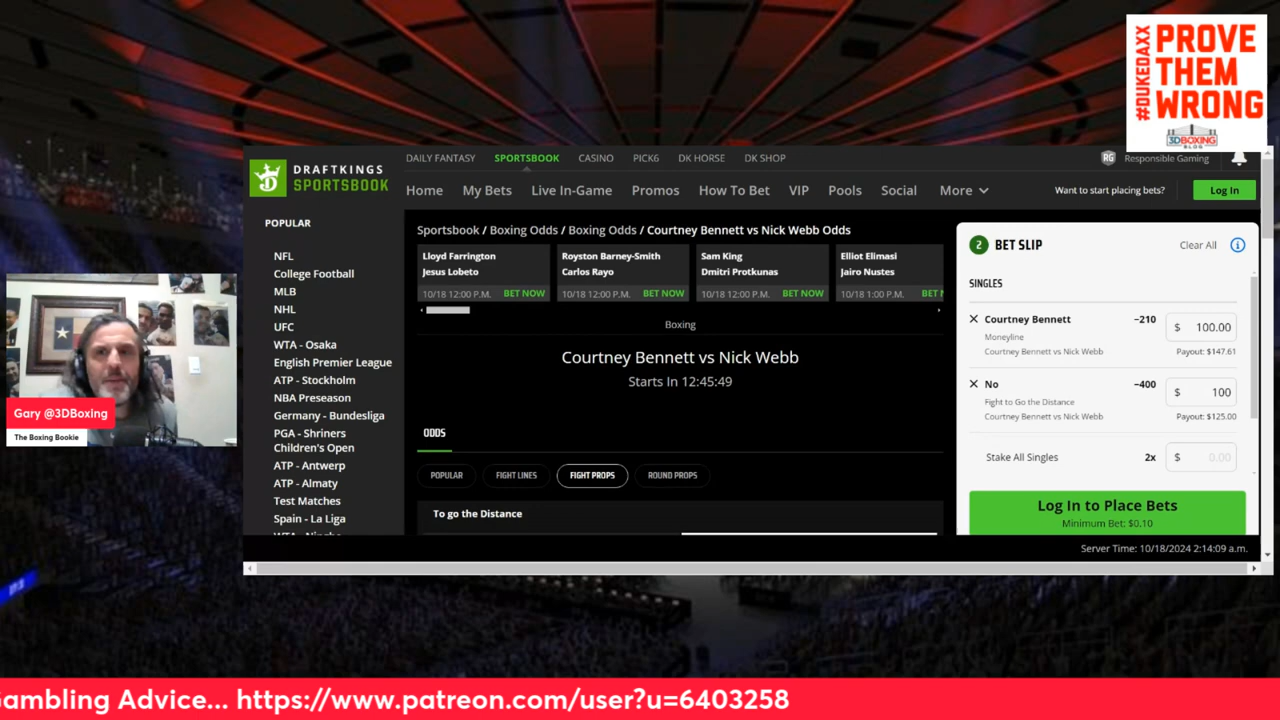 #DUKEDAXX
PROVE
THEM
WRONG
3DBOXING
BLOG
DRAFTKINGS
SPORTSBOOK
DAILY FANTASY SPORTSBOOK CASINO PICK6 DK HORSE DK SHOP
RG Responsible Gaming
Home My Bets Live In-Game Promos How To Bet VIP Pools Social More
Want to start placing bets? Log In
POPULAR
NFL
College Football
MLB
NHL
UFC
WTA - Osaka
English Premier League
ATP - Stockholm
NBA Preseason
Germany - Bundesliga
PGA - Shriners
Children's Open
ATP - Antwerp
ATP - Almaty
Test Matches
Spain - La Liga
Sportsbook / Boxing Odds / Boxing Odds / Courtney Bennett vs Nick Webb Odds
Lloyd Farrington
Jesus Lobeto
10/18 12:00 P.M. BET NOW
Royston Barney-Smith
Carlos Rayo
10/18 12:00 P.M. BET NOW
Sam King
Dmitri Protkunas
10/18 12:00 P.M. BET NOW
Elliot Elimasi
Jairo Nustes
10/18 1:00 P.M. BET N
Boxing
Courtney Bennett vs Nick Webb
Starts In 12:45:49
ODDS
POPULAR FIGHT LINES FIGHT PROPS ROUND PROPS
To go the Distance
2 BET SLIP Clear All
SINGLES
Courtney Bennett −210 $ 100.00
Moneyline
Courtney Bennett vs Nick Webb Payout: $147.61
No −400 $ 100
Fight to Go the Distance
Courtney Bennett vs Nick Webb Payout: $125.00
Stake All Singles 2x $ 0.00
Log In to Place Bets
Minimum Bet: $0.10
Server Time: 10/18/2024 2:14:09 a.m.
Gary @3DBoxing
The Boxing Bookie
ambling Advice... https://www.patreon.com/user?u=6403258